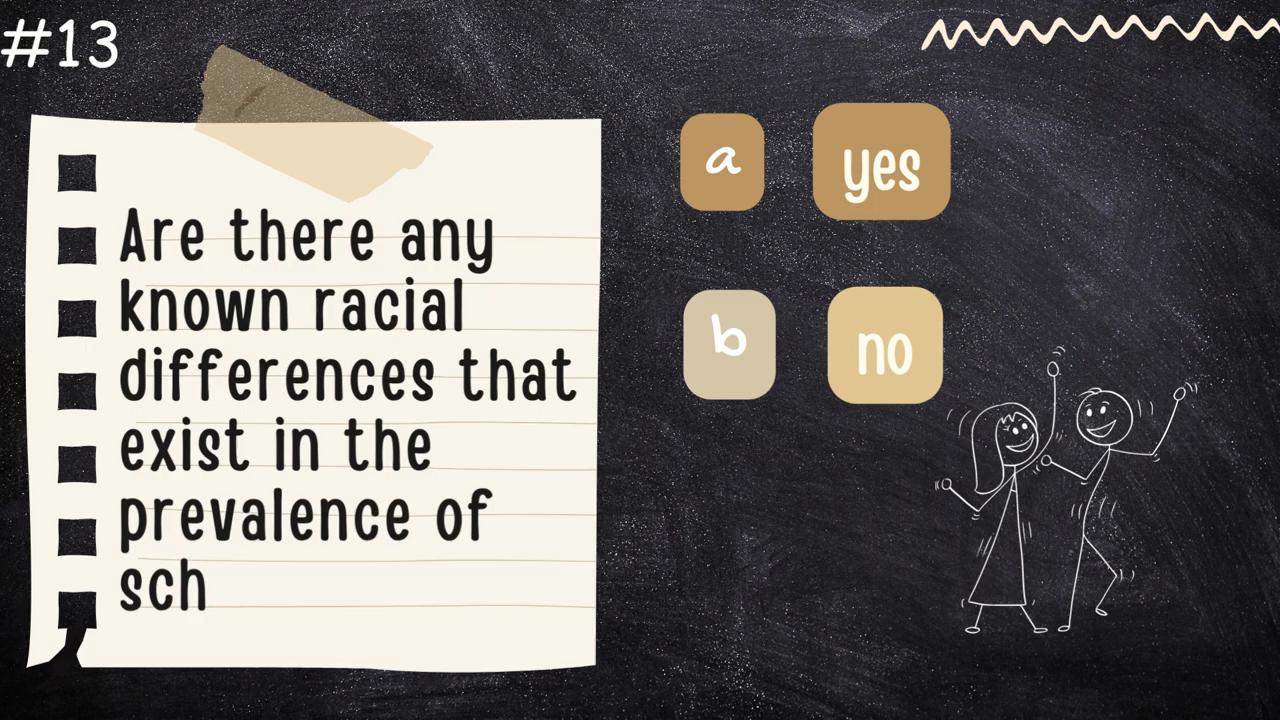 #13
Are there any
known racial
differences that
exist in the
prevalence of
sch
a yes
b no